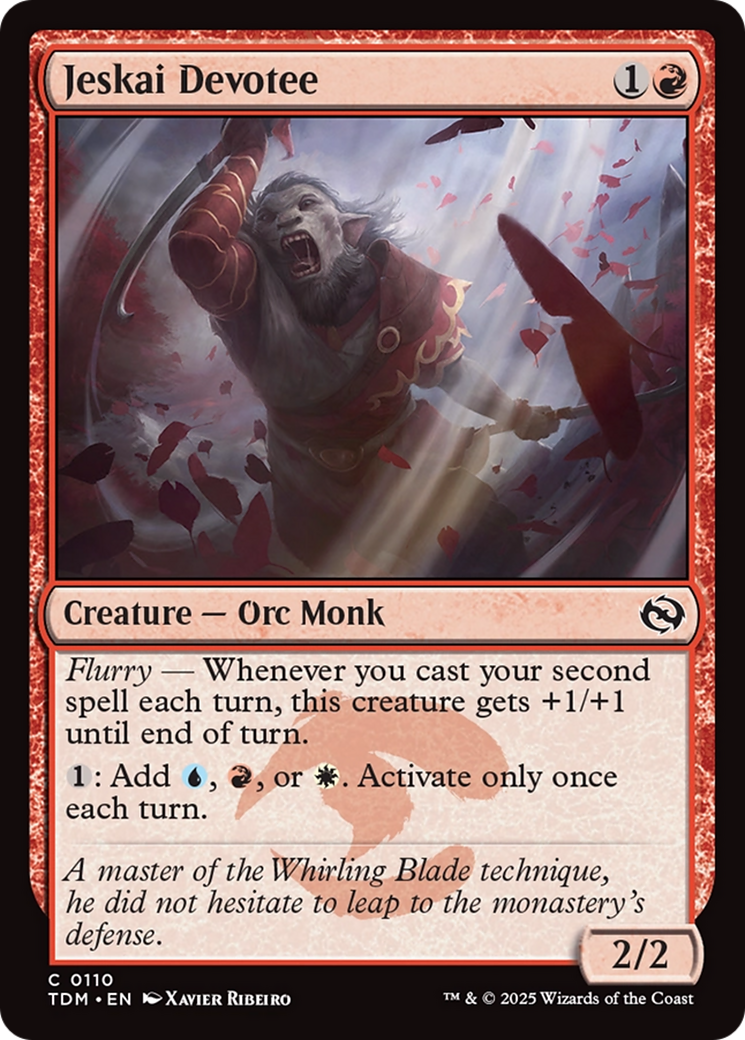 Jeskai Devotee 1
Creature — Orc Monk
Flurry — Whenever you cast your second
spell each turn, this creature gets +1/+1
until end of turn.
1: Add , , or . Activate only once
each turn.
A master of the Whirling Blade technique,
he did not hesitate to leap to the monastery's
defense.
2/2
C 0110
TDM • EN Xavier Ribeiro
™ & © 2025 Wizards of the Coast